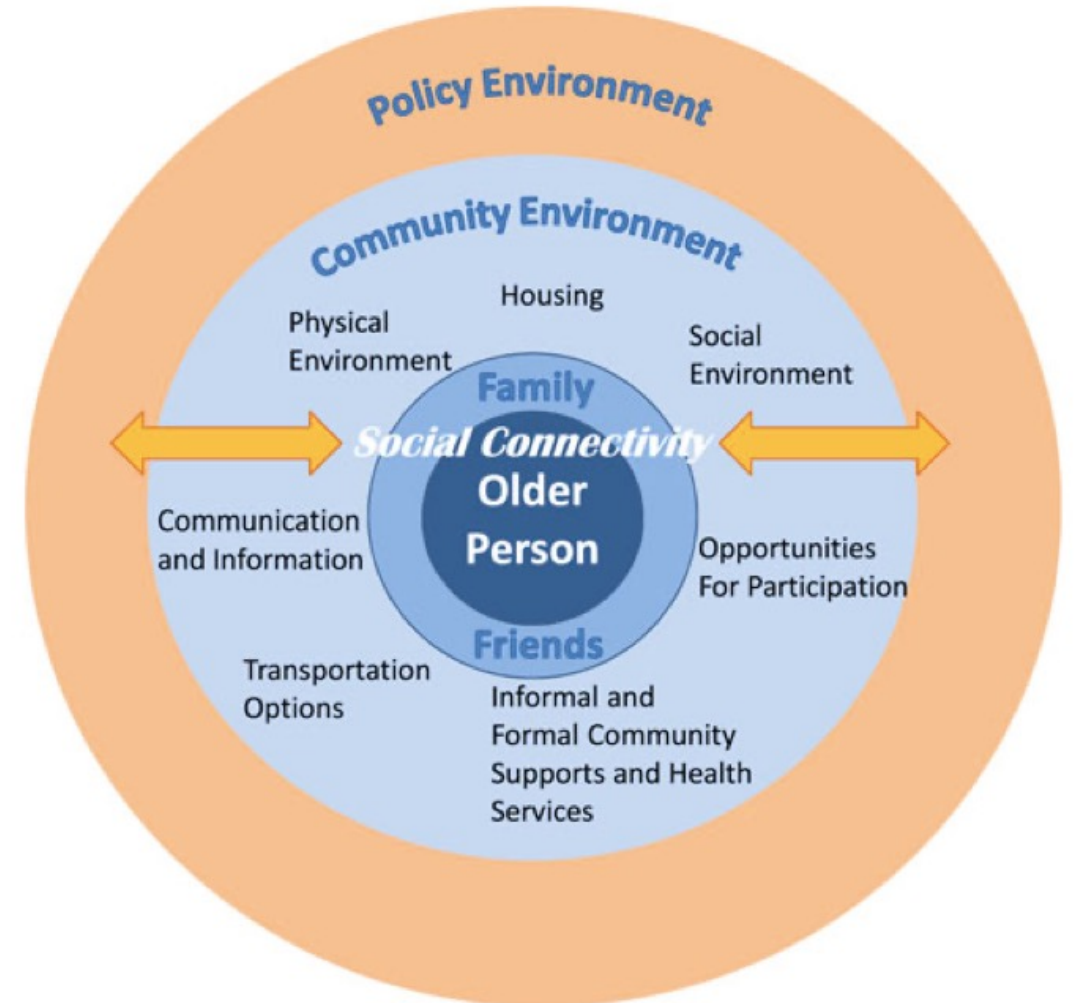 Policy Environment
Community Environment
Housing
Physical
Environment
Social
Environment
Family
Social Connectivity
Older
Person
Communication
and Information
Opportunities
For Participation
Friends
Transportation
Options
Informal and
Formal Community
Supports and Health
Services